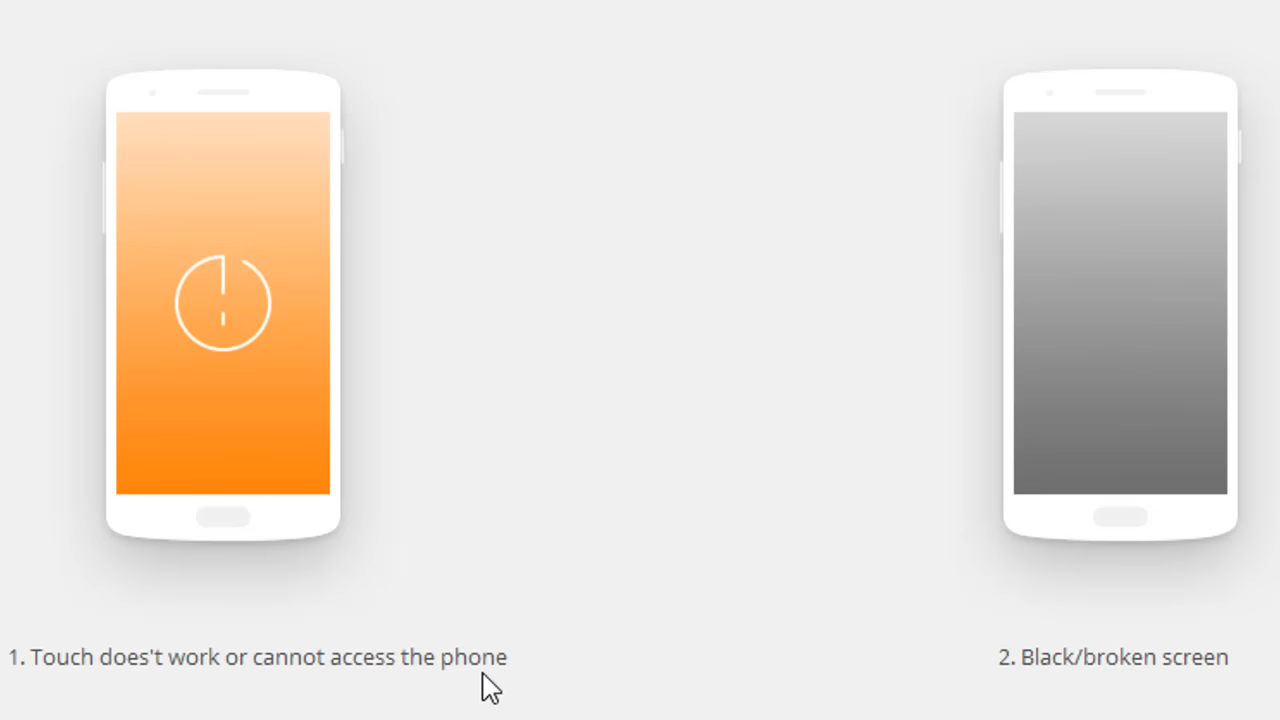 1. Touch does't work or cannot access the phone
2. Black/broken screen